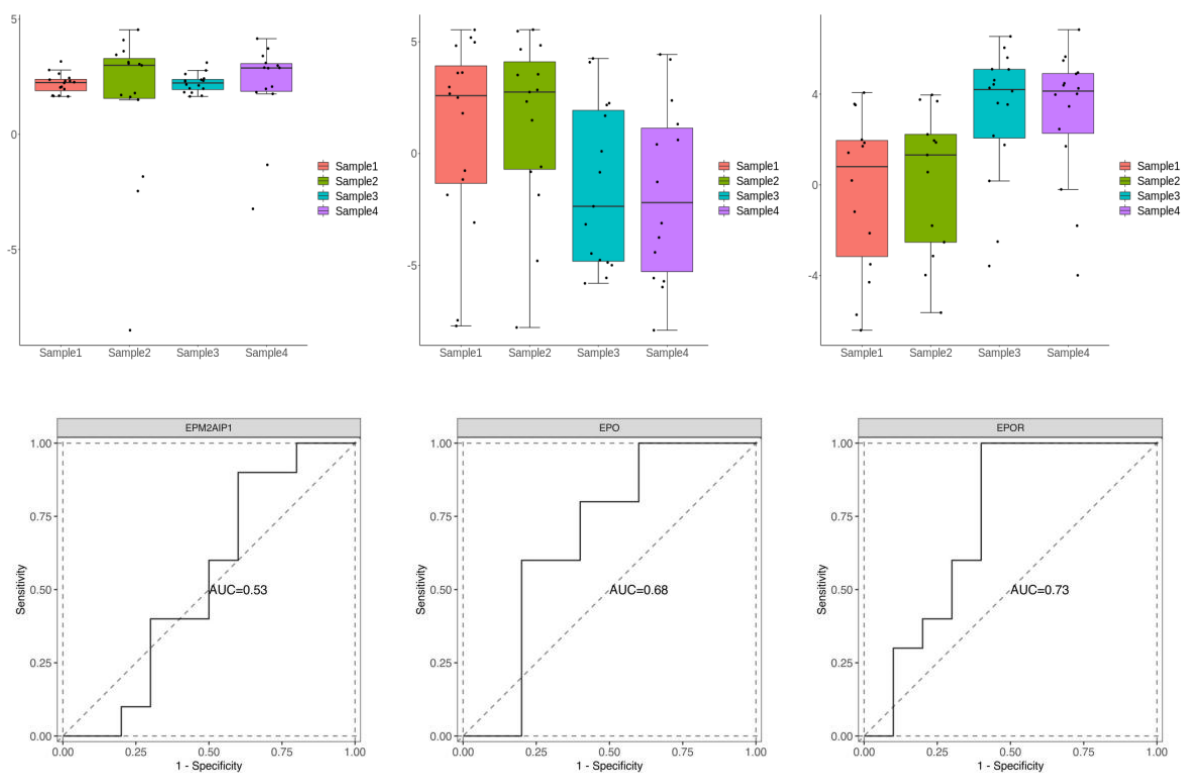 5
0
-5
Sample1
Sample2
Sample3
Sample4
Sample1 Sample2 Sample3 Sample4
5
0
-5
Sample1
Sample2
Sample3
Sample4
Sample1 Sample2 Sample3 Sample4
4
0
-4
Sample1
Sample2
Sample3
Sample4
Sample1 Sample2 Sample3 Sample4
EPM2AIP1
1.00
0.75
0.50
0.25
0.00
Sensitivity
AUC=0.53
0.00 0.25 0.50 0.75 1.00
1 - Specificity
EPO
1.00
0.75
0.50
0.25
0.00
Sensitivity
AUC=0.68
0.00 0.25 0.50 0.75 1.00
1 - Specificity
EPOR
1.00
0.75
0.50
0.25
0.00
Sensitivity
AUC=0.73
0.00 0.25 0.50 0.75 1.00
1 - Specificity